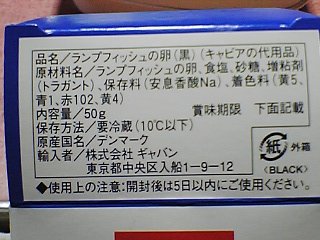 品名／ランプフィッシュの卵(黒)(キャビアの代用品)
原材料名／ランプフィッシュの卵、食塩、砂糖、増粘剤
(トラガント)、保存料(安息香酸Na)、着色料(黄5、
青1、赤102、黄4)
内容量／50g 賞味期限 下面記載
保存方法／要冷蔵(10℃以下)
原産国名／デンマーク
輸入者／株式会社 ギャバン
東京都中央区入船1-9-12
紙 外箱
<BLACK>
◆使用上の注意:開封後は5日以内にご使用ください。